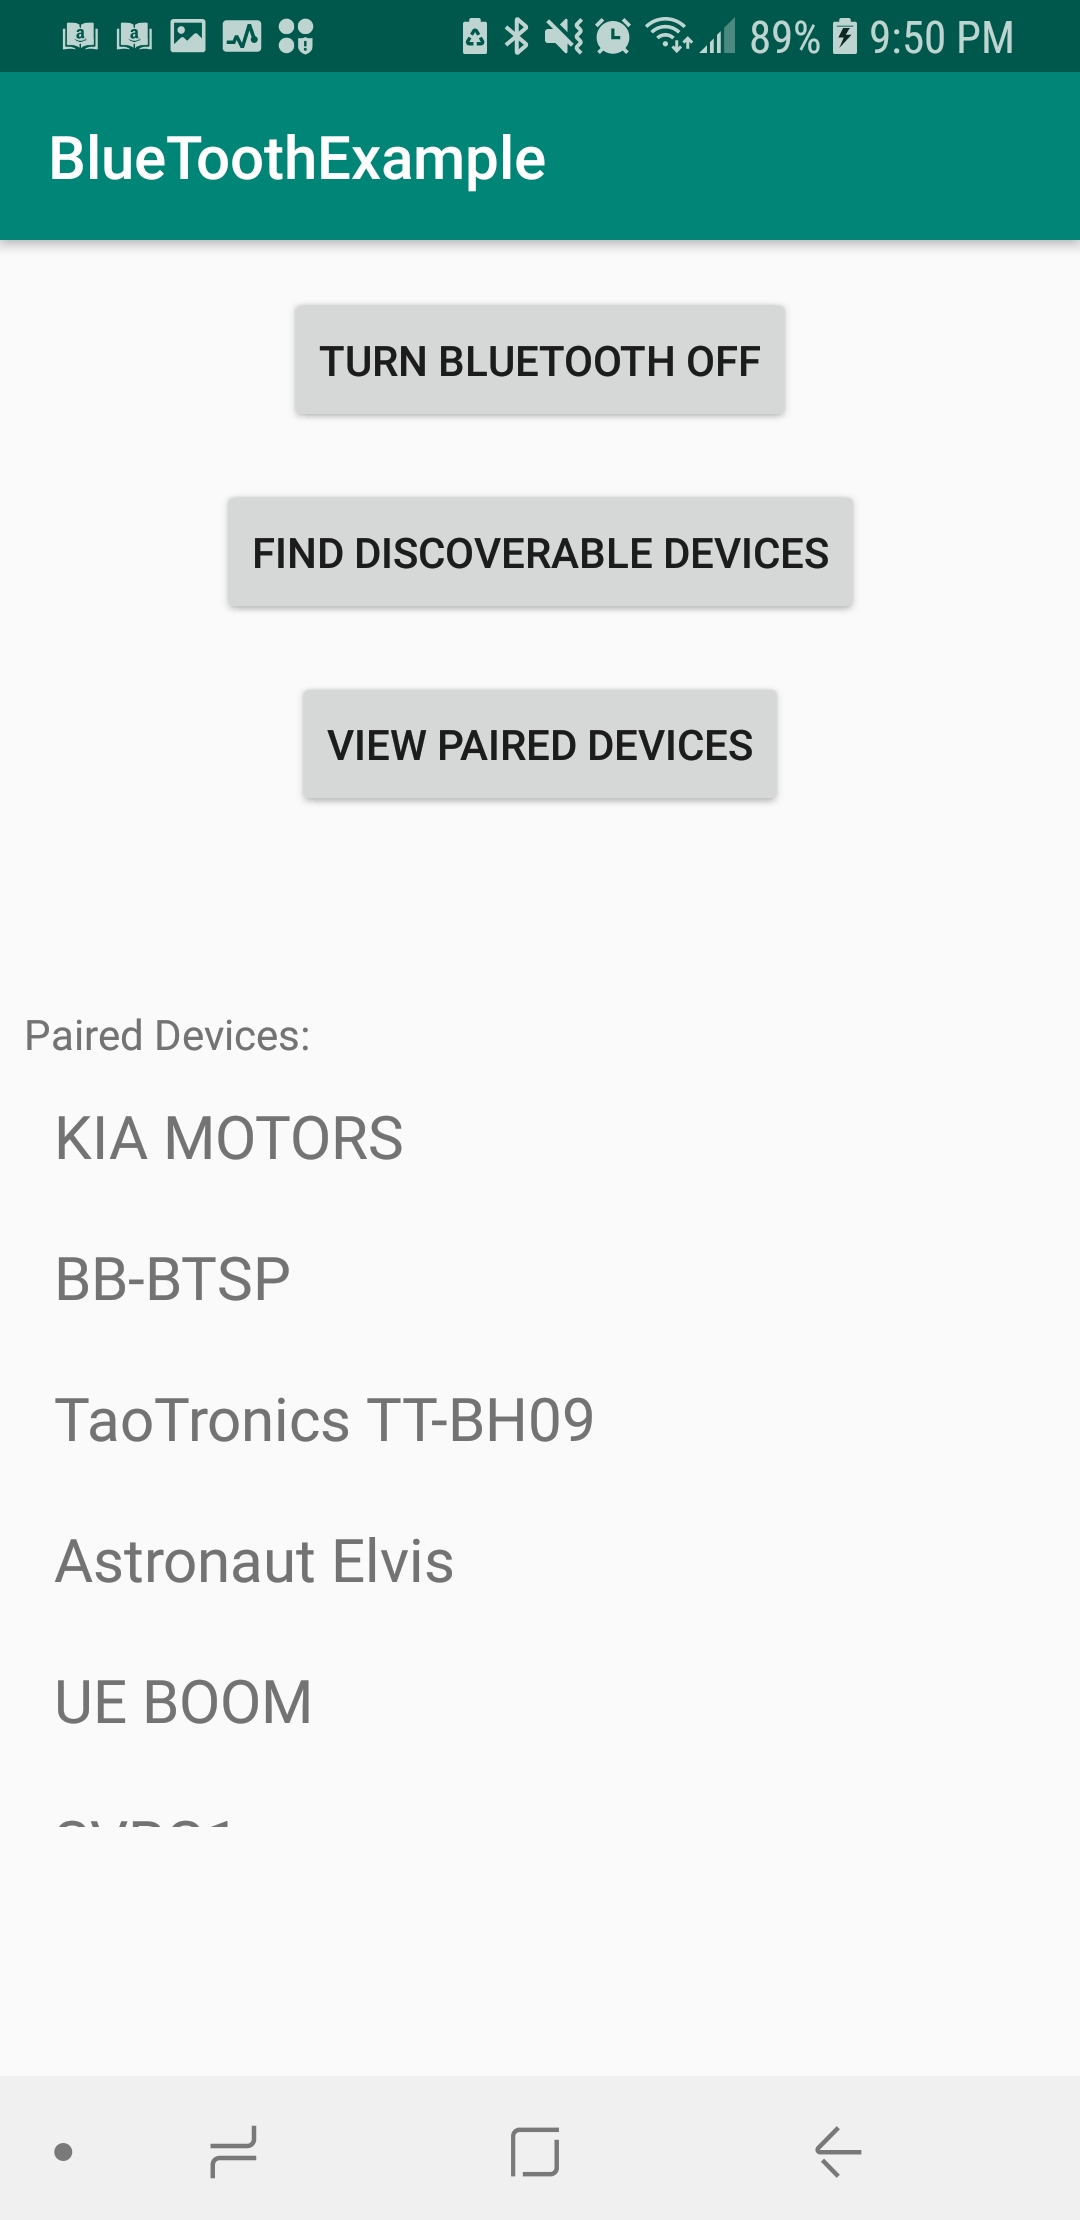 89% 9:50 PM
BlueToothExample
TURN BLUETOOTH OFF
FIND DISCOVERABLE DEVICES
VIEW PAIRED DEVICES
Paired Devices:
KIA MOTORS
BB-BTSP
TaoTronics TT-BH09
Astronaut Elvis
UE BOOM